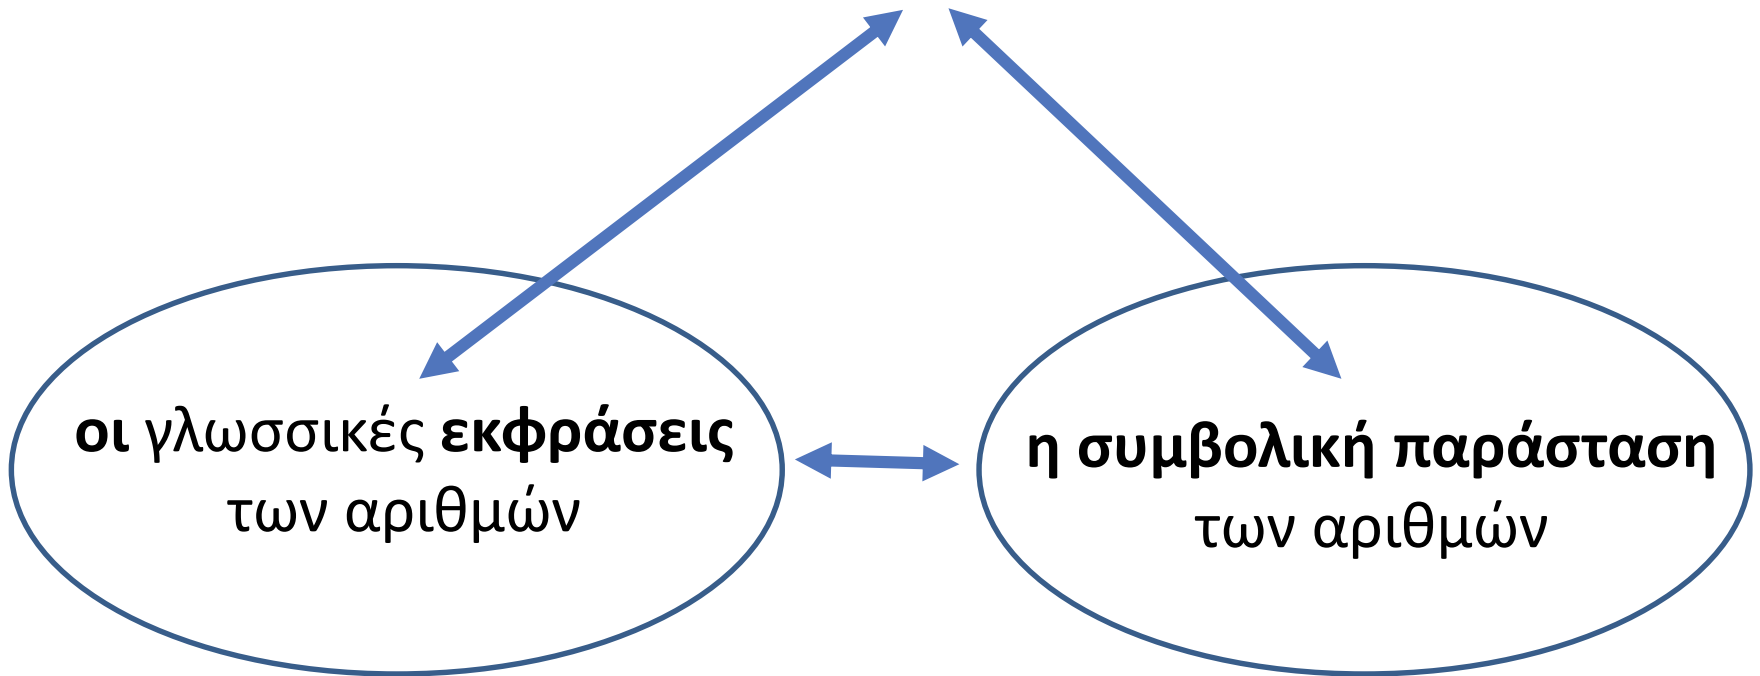 οι γλωσσικές εκφράσεις
των αριθμών
η συμβολική παράσταση
των αριθμών